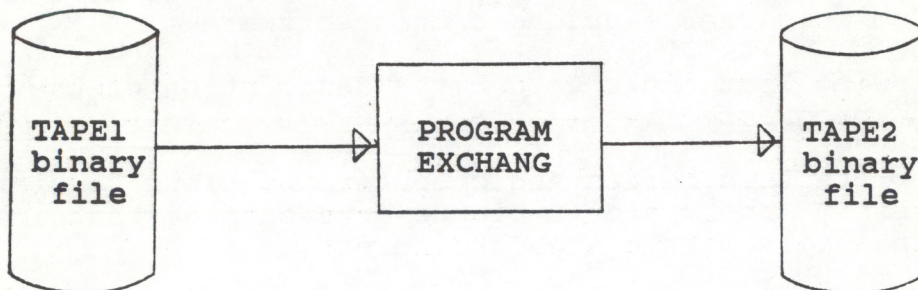 TAPE1
binary
file
PROGRAM
EXCHANG
TAPE2
binary
file